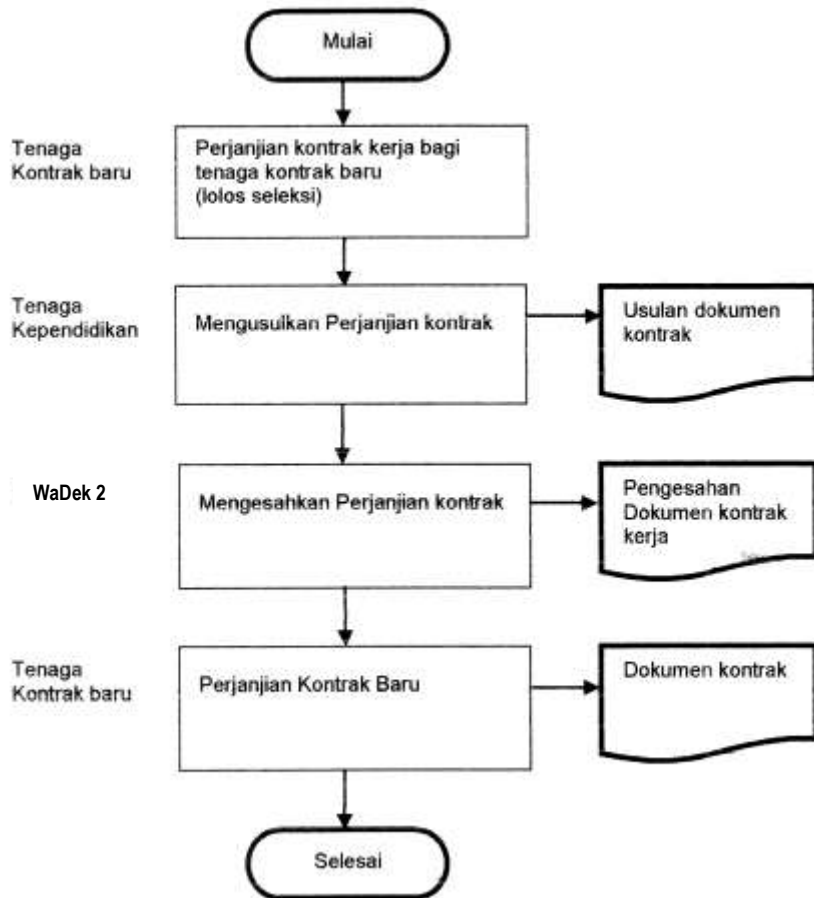 Mulai
Tenaga
Kontrak baru
Perjanjian kontrak kerja bagi
tenaga kontrak baru
(lolos seleksi)
Tenaga
Kependidikan
Mengusulkan Perjanjian kontrak
Usulan dokumen
kontrak
WaDek 2
Mengesahkan Perjanjian kontrak
Pengesahan
Dokumen kontrak
kerja
Tenaga
Kontrak baru
Perjanjian Kontrak Baru
Dokumen kontrak
Selesai